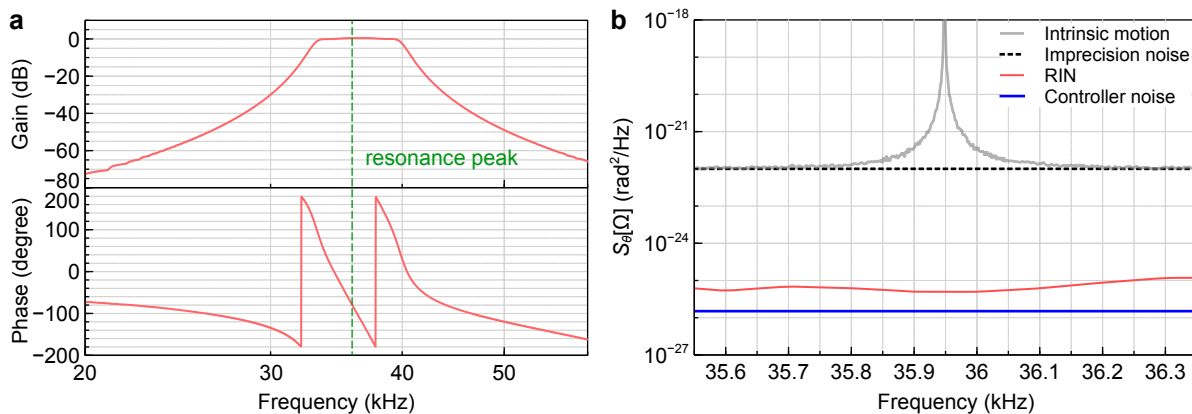 a
Gain (dB)
0
−20
−40
−60
−80
resonance peak
Phase (degree)
200
100
0
−100
−200
20
30
40
50
Frequency (kHz)
b
S_θ[Ω] (rad²/Hz)
10⁻¹⁸
10⁻²¹
10⁻²⁴
10⁻²⁷
Intrinsic motion
Imprecision noise
RIN
Controller noise
35.6 35.7 35.8 35.9 36 36.1 36.2 36.3
Frequency (kHz)